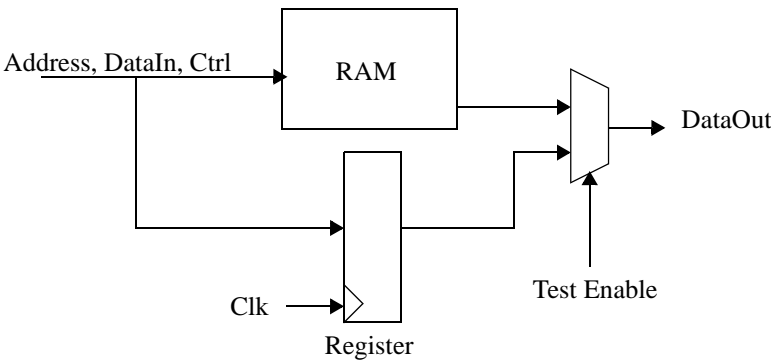 Address, DataIn, Ctrl
RAM
DataOut
Test Enable
Clk
Register